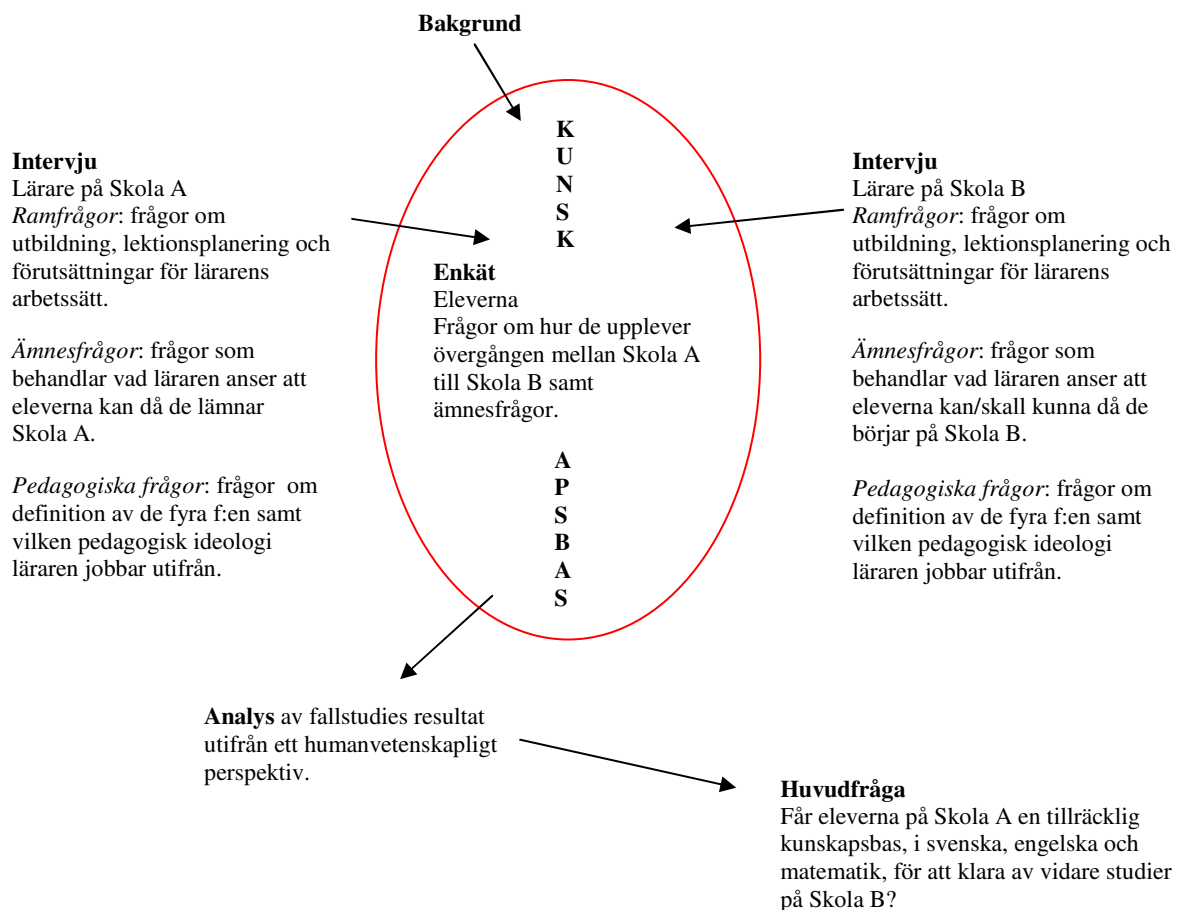 Bakgrund
K
U
N
S
K
Intervju
Lärare på Skola A
Ramfrågor: frågor om
utbildning, lektionsplanering och
förutsättningar för lärarens
arbetssätt.
Ämnesfrågor: frågor som
behandlar vad läraren anser att
eleverna kan då de lämnar
Skola A.
Pedagogiska frågor: frågor om
definition av de fyra f:en samt
vilken pedagogisk ideologi
läraren jobbar utifrån.
Enkät
Eleverna
Frågor om hur de upplever
övergången mellan Skola A
till Skola B samt
ämnesfrågor.
A
P
S
B
A
S
Intervju
Lärare på Skola B
Ramfrågor: frågor om
utbildning, lektionsplanering och
förutsättningar för lärarens
arbetssätt.
Ämnesfrågor: frågor som
behandlar vad läraren anser att
eleverna kan/skall kunna då de
börjar på Skola B.
Pedagogiska frågor: frågor om
definition av de fyra f:en samt
vilken pedagogisk ideologi
läraren jobbar utifrån.
Analys av fallstudies resultat
utifrån ett humanvetenskapligt
perspektiv.
Huvudfråga
Får eleverna på Skola A en tillräcklig
kunskapsbas, i svenska, engelska och
matematik, för att klara av vidare studier
på Skola B?